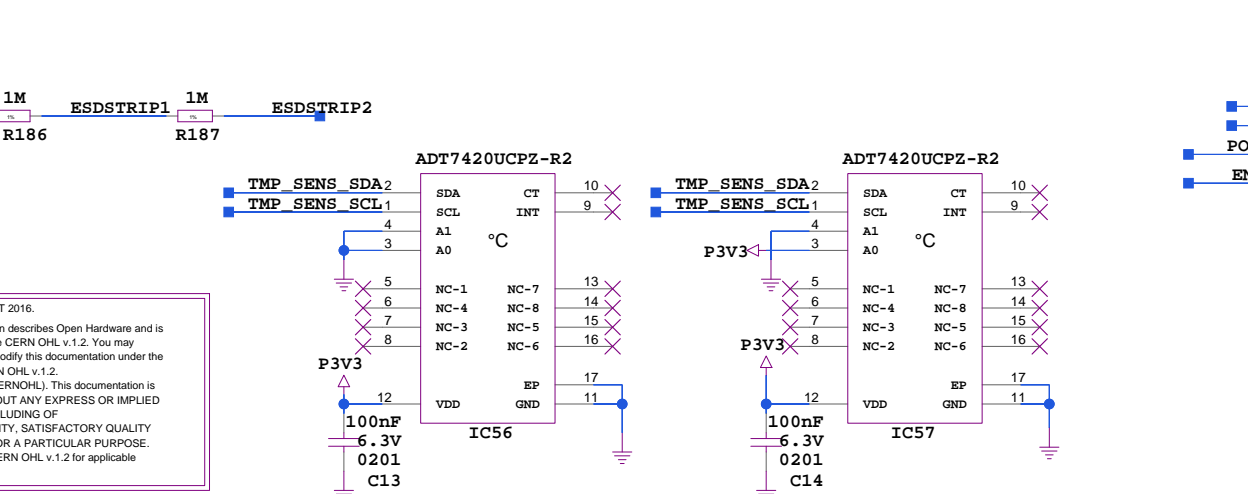 1M
1%
R186
ESDSTRIP1
1M
1%
R187
ESDSTRIP2
PO
EN
ADT7420UCPZ-R2
TMP_SENS_SDA 2 SDA CT 10
TMP_SENS_SCL 1 SCL INT 9
4 A1
3 A0
°C
5 NC-1 NC-7 13
6 NC-4 NC-8 14
7 NC-3 NC-5 15
8 NC-2 NC-6 16
P3V3
EP 17
12 VDD GND 11
IC56
100nF
6.3V
0201
C13
ADT7420UCPZ-R2
TMP_SENS_SDA 2 SDA CT 10
TMP_SENS_SCL 1 SCL INT 9
4 A1
P3V3 3 A0
°C
5 NC-1 NC-7 13
6 NC-4 NC-8 14
7 NC-3 NC-5 15
8 NC-2 NC-6 16
P3V3
EP 17
12 VDD GND 11
IC57
100nF
6.3V
0201
C14
T 2016.
n describes Open Hardware and is
e CERN OHL v.1.2. You may
odify this documentation under the
N OHL v.1.2.
ERNOHL). This documentation is
OUT ANY EXPRESS OR IMPLIED
LUDING OF
ITY, SATISFACTORY QUALITY
OR A PARTICULAR PURPOSE.
ERN OHL v.1.2 for applicable